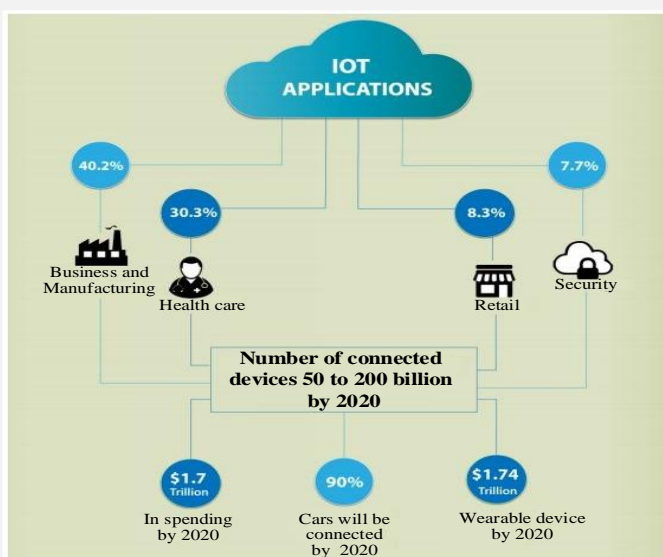 IOT
APPLICATIONS
40.2%
7.7%
30.3%
8.3%
Business and
Manufacturing
Health care
Retail
Security
Number of connected
devices 50 to 200 billion
by 2020
$1.7
Trillion
In spending
by 2020
90%
Cars will be
connected
by 2020
$1.74
Trillion
Wearable device
by 2020